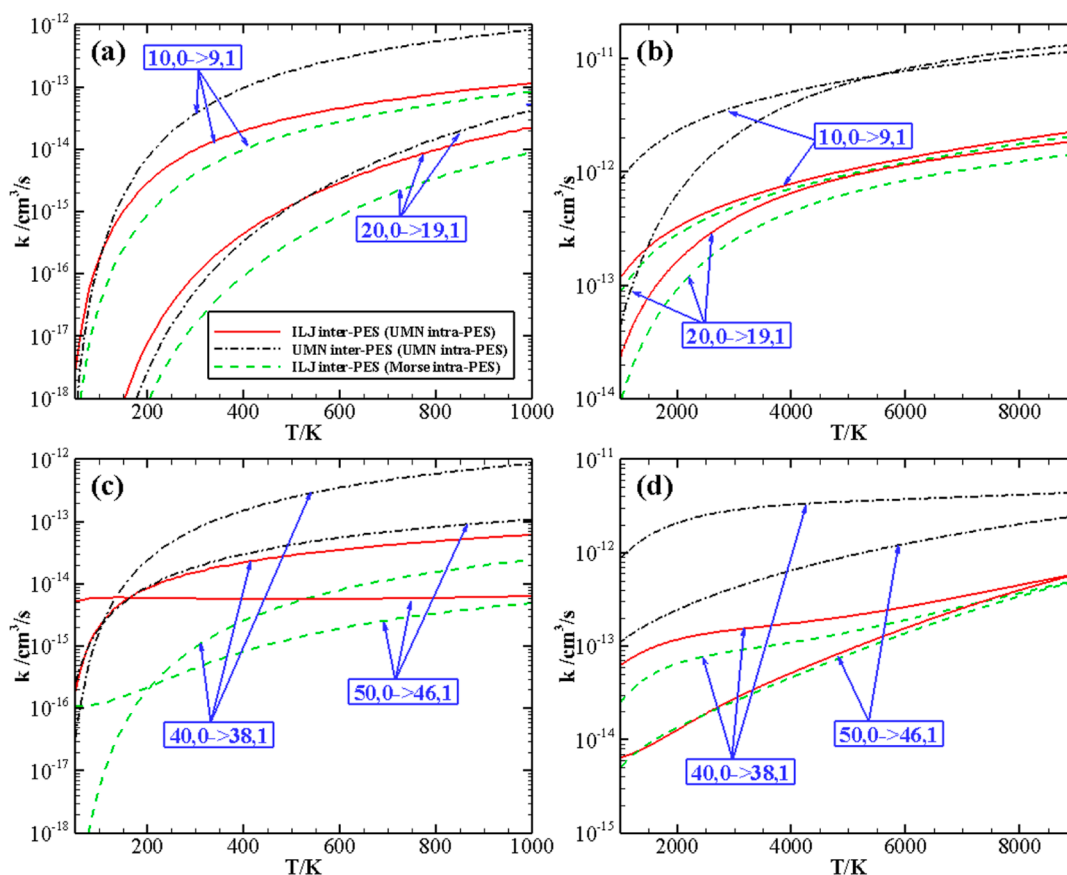 (a)
10,0->9,1
20,0->19,1
ILJ inter-PES (UMN intra-PES)
UMN inter-PES (UMN intra-PES)
ILJ inter-PES (Morse intra-PES)
k /cm³/s
10⁻¹²
10⁻¹³
10⁻¹⁴
10⁻¹⁵
10⁻¹⁶
10⁻¹⁷
10⁻¹⁸
200 400 600 800 1000
T/K
(b)
10,0->9,1
20,0->19,1
k /cm³/s
10⁻¹¹
10⁻¹²
10⁻¹³
10⁻¹⁴
2000 4000 6000 8000
T/K
(c)
50,0->46,1
40,0->38,1
k /cm³/s
10⁻¹²
10⁻¹³
10⁻¹⁴
10⁻¹⁵
10⁻¹⁶
10⁻¹⁷
10⁻¹⁸
200 400 600 800 1000
T/K
(d)
50,0->46,1
40,0->38,1
k /cm³/s
10⁻¹¹
10⁻¹²
10⁻¹³
10⁻¹⁴
10⁻¹⁵
2000 4000 6000 8000
T/K